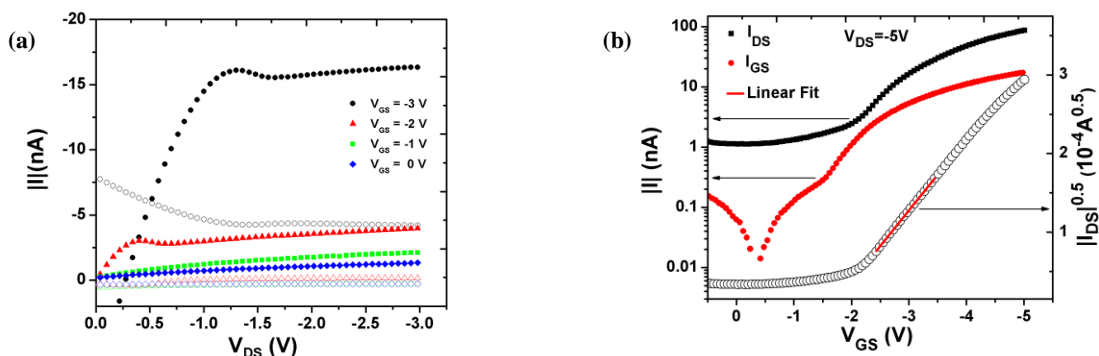 (a)
-20
-15
-10
-5
0
|I|(nA)
V_GS = -3 V
V_GS = -2 V
V_GS = -1 V
V_GS = 0 V
0.0 -0.5 -1.0 -1.5 -2.0 -2.5 -3.0
V_DS (V)
(b)
100
10
1
0.1
0.01
|I| (nA)
I_DS
I_GS
Linear Fit
V_DS=-5V
3
2
1
|I_DS|^0.5 (10^-4A^0.5)
0 -1 -2 -3 -4 -5
V_GS (V)